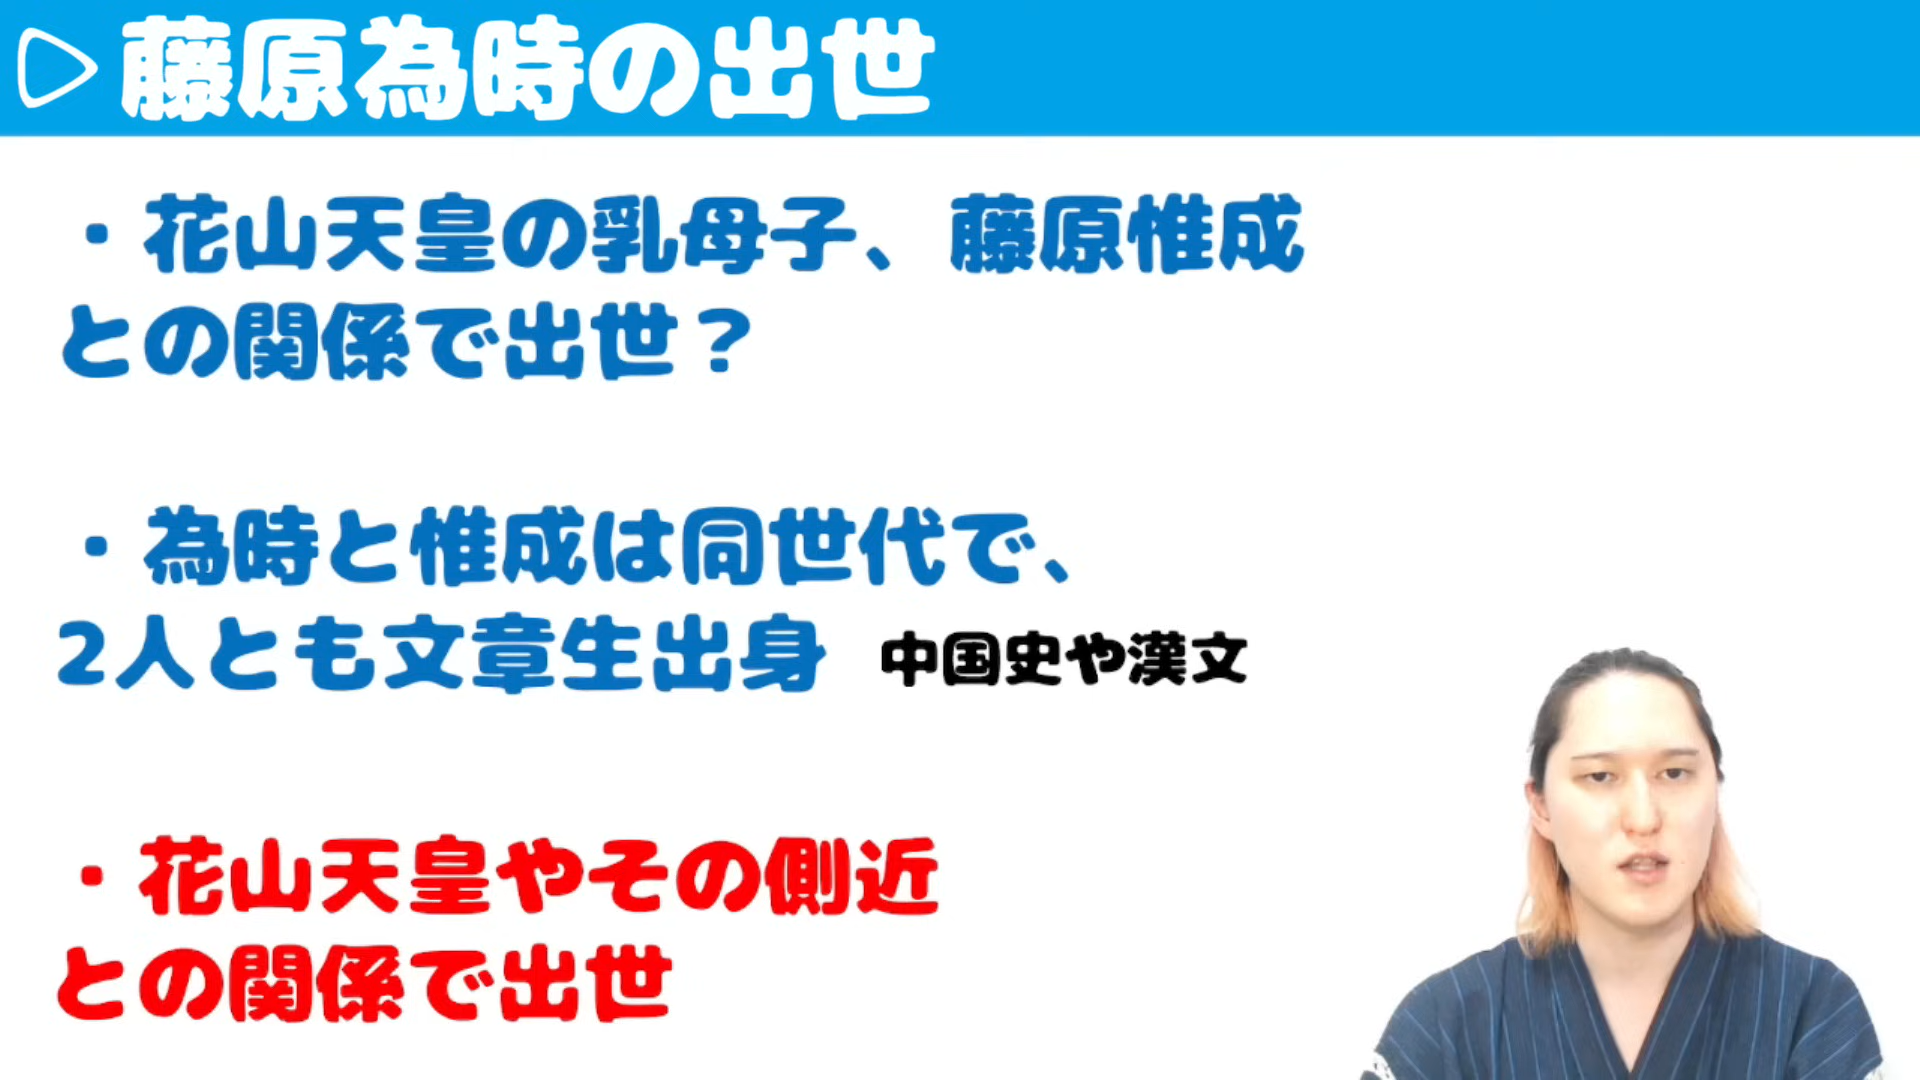 藤原為時の出世
・花山天皇の乳母子、藤原惟成
との関係で出世？
・為時と惟成は同世代で、
2人とも文章生出身 中国史や漢文
・花山天皇やその側近
との関係で出世